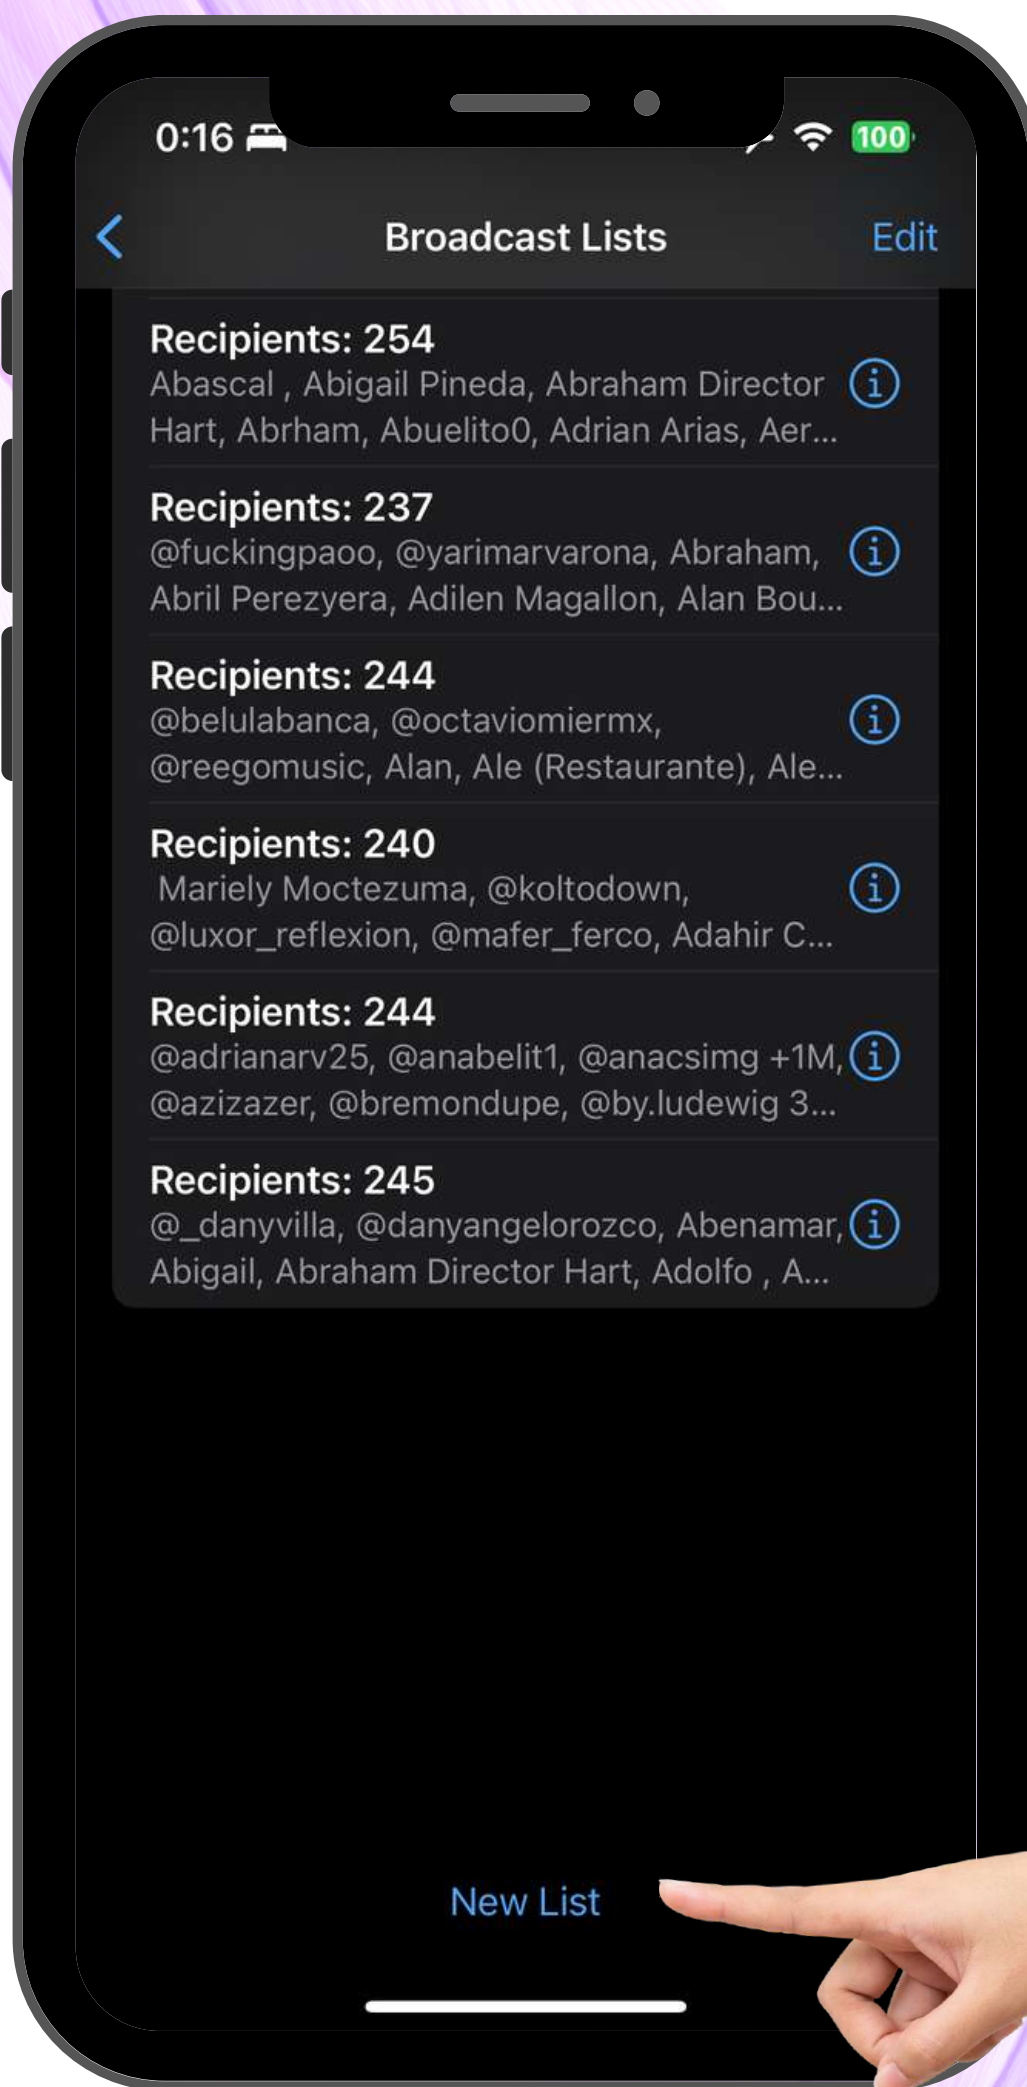 0:16
100
Broadcast Lists
Edit
Recipients: 254
Abascal , Abigail Pineda, Abraham Director
Hart, Abrham, Abuelito0, Adrian Arias, Aer...
Recipients: 237
@fuckingpaoo, @yarimarvarona, Abraham,
Abril Perezyera, Adilen Magallon, Alan Bou...
Recipients: 244
@belulabanca, @octaviomiermx,
@reegomusic, Alan, Ale (Restaurante), Ale...
Recipients: 240
Mariely Moctezuma, @koltodown,
@luxor_reflexion, @mafer_ferco, Adahir C...
Recipients: 244
@adrianarv25, @anabelit1, @anacsimg +1M,
@azizazer, @bremondupe, @by.ludewig 3...
Recipients: 245
@_danyvilla, @danyangelorozco, Abenamar,
Abigail, Abraham Director Hart, Adolfo , A...
New List